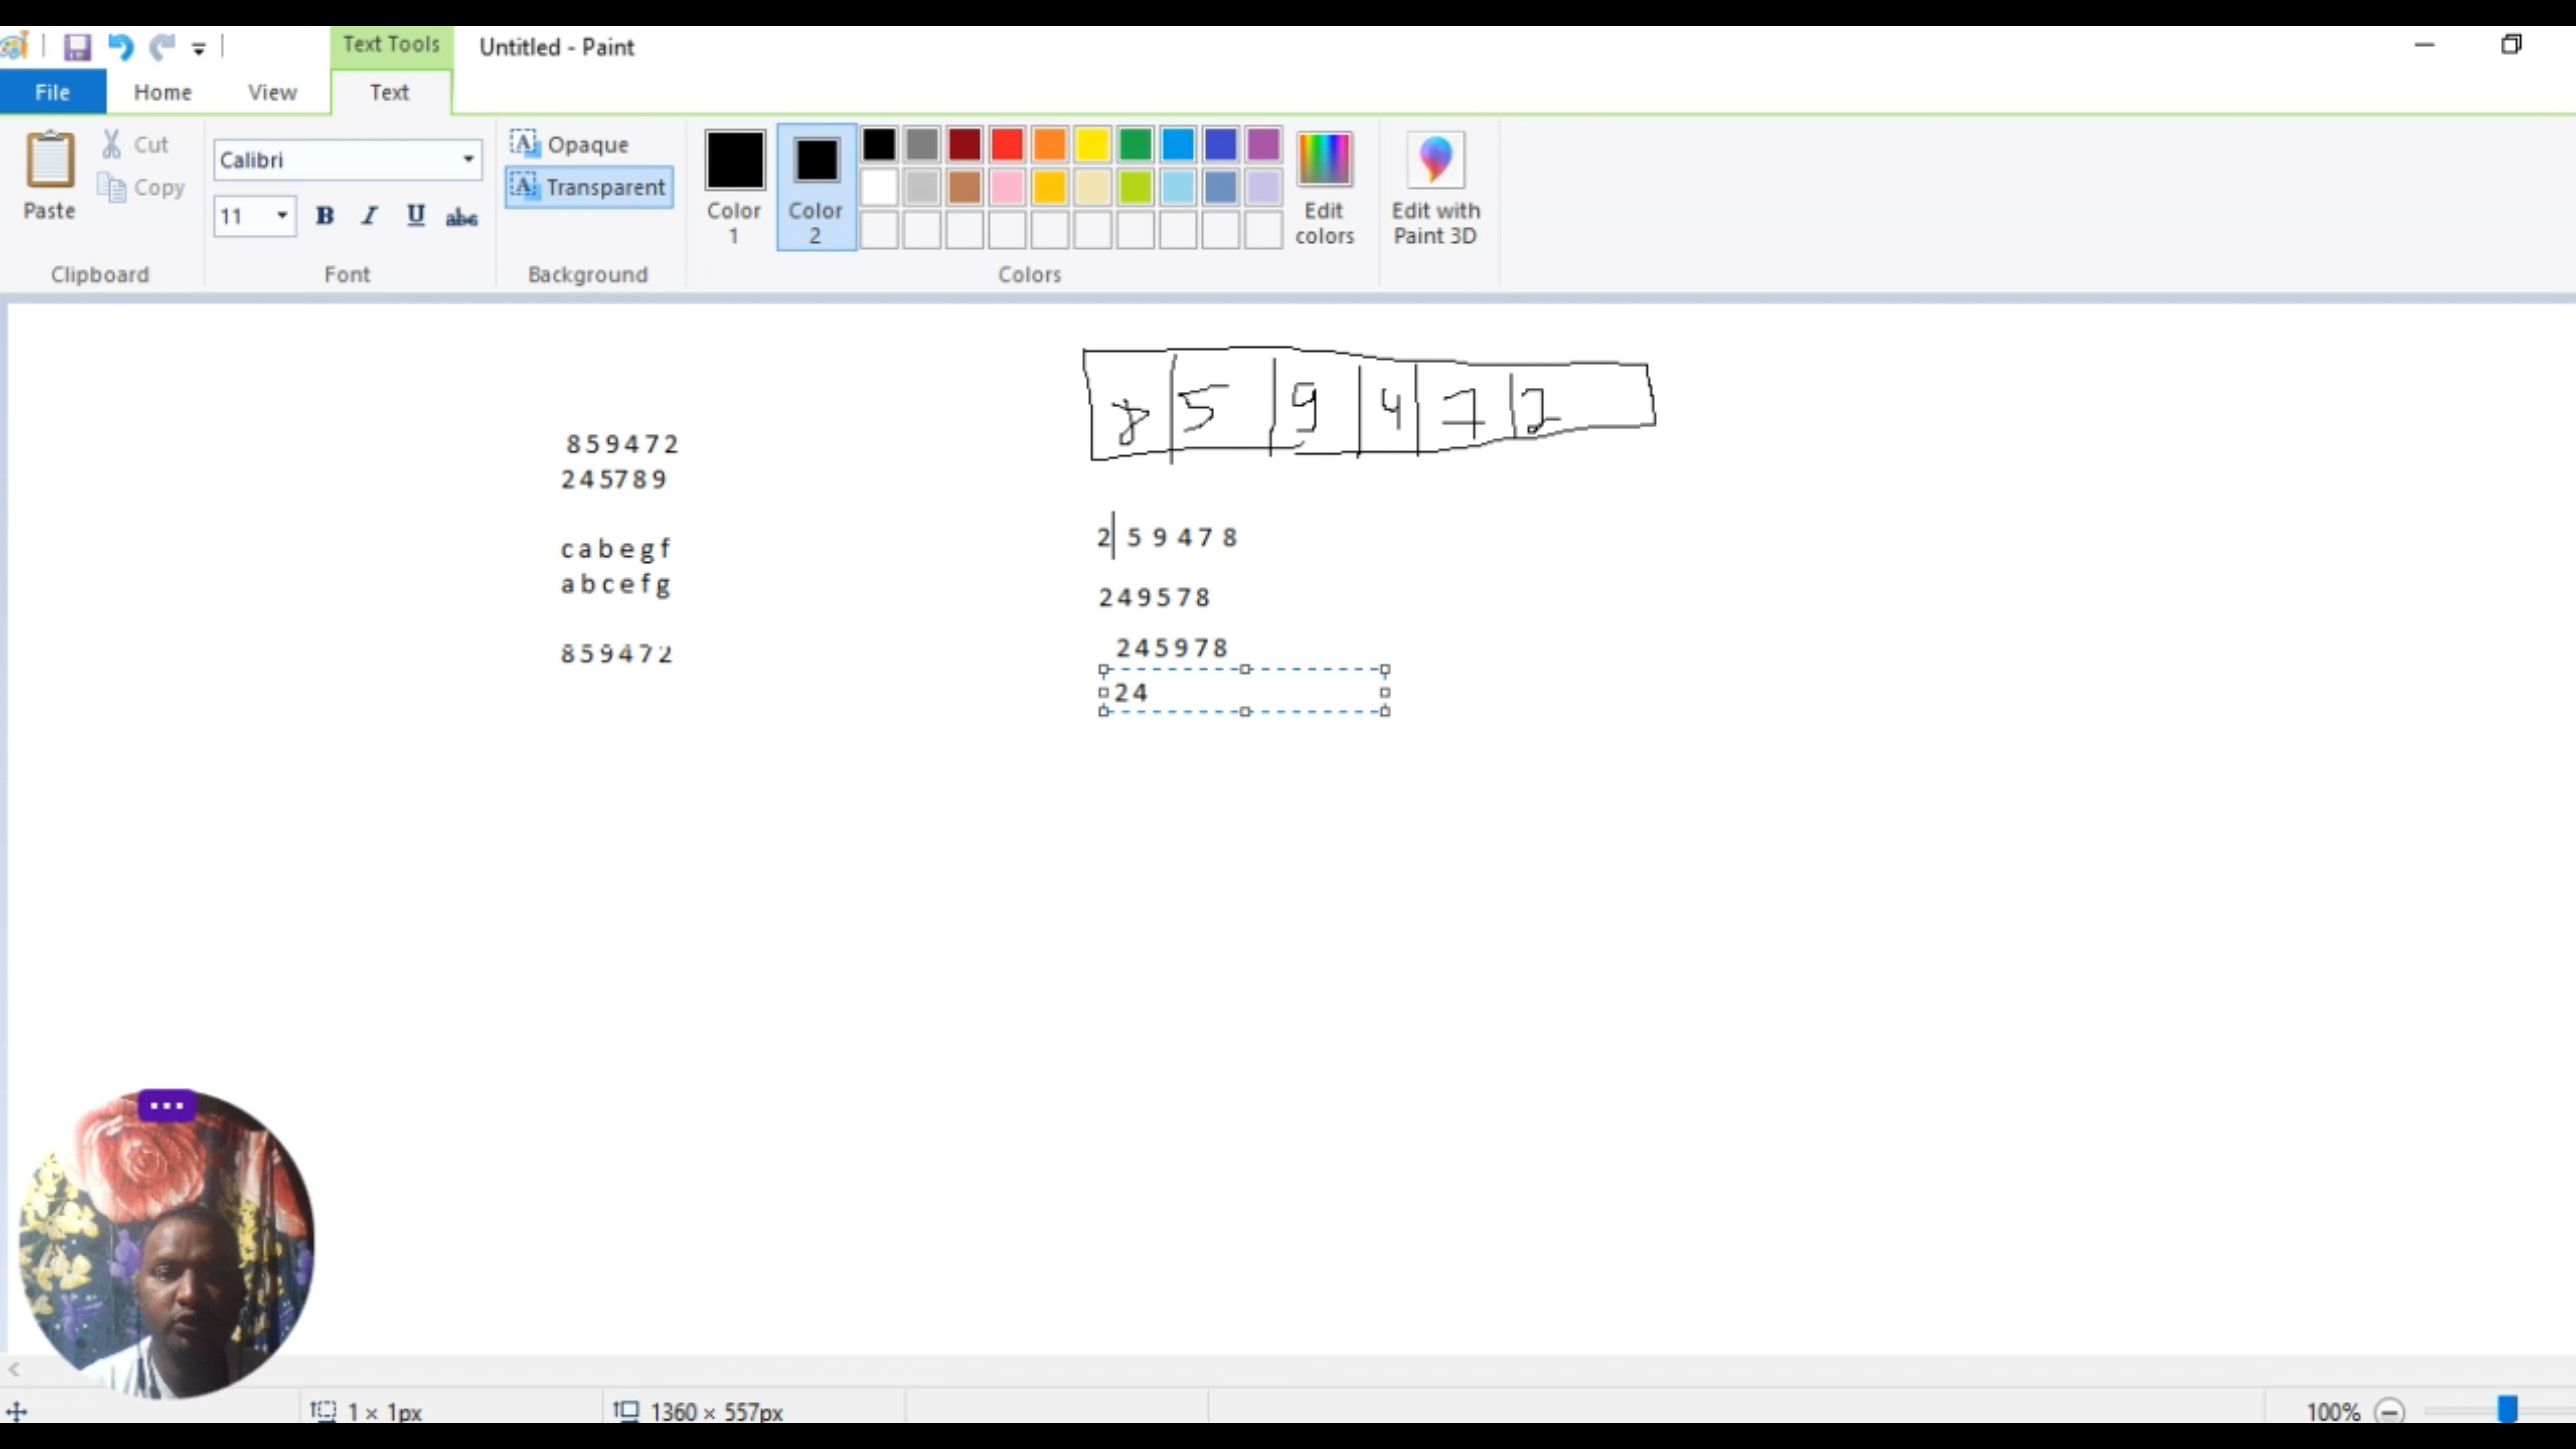 Text Tools
Untitled - Paint
File Home View Text
Paste
Cut
Copy
Clipboard
Calibri
11 B I U abc
Font
Opaque
Transparent
Background
Color 1
Color 2
Colors
Edit colors
Edit with Paint 3D
8 5 9 4 7 2
8 5 9 4 7 2
2 4 5 7 8 9
c a b e g f
a b c e f g
8 5 9 4 7 2
2 5 9 4 7 8
2 4 9 5 7 8
2 4 5 9 7 8
2 4
1 × 1px
1360 × 557px
100%